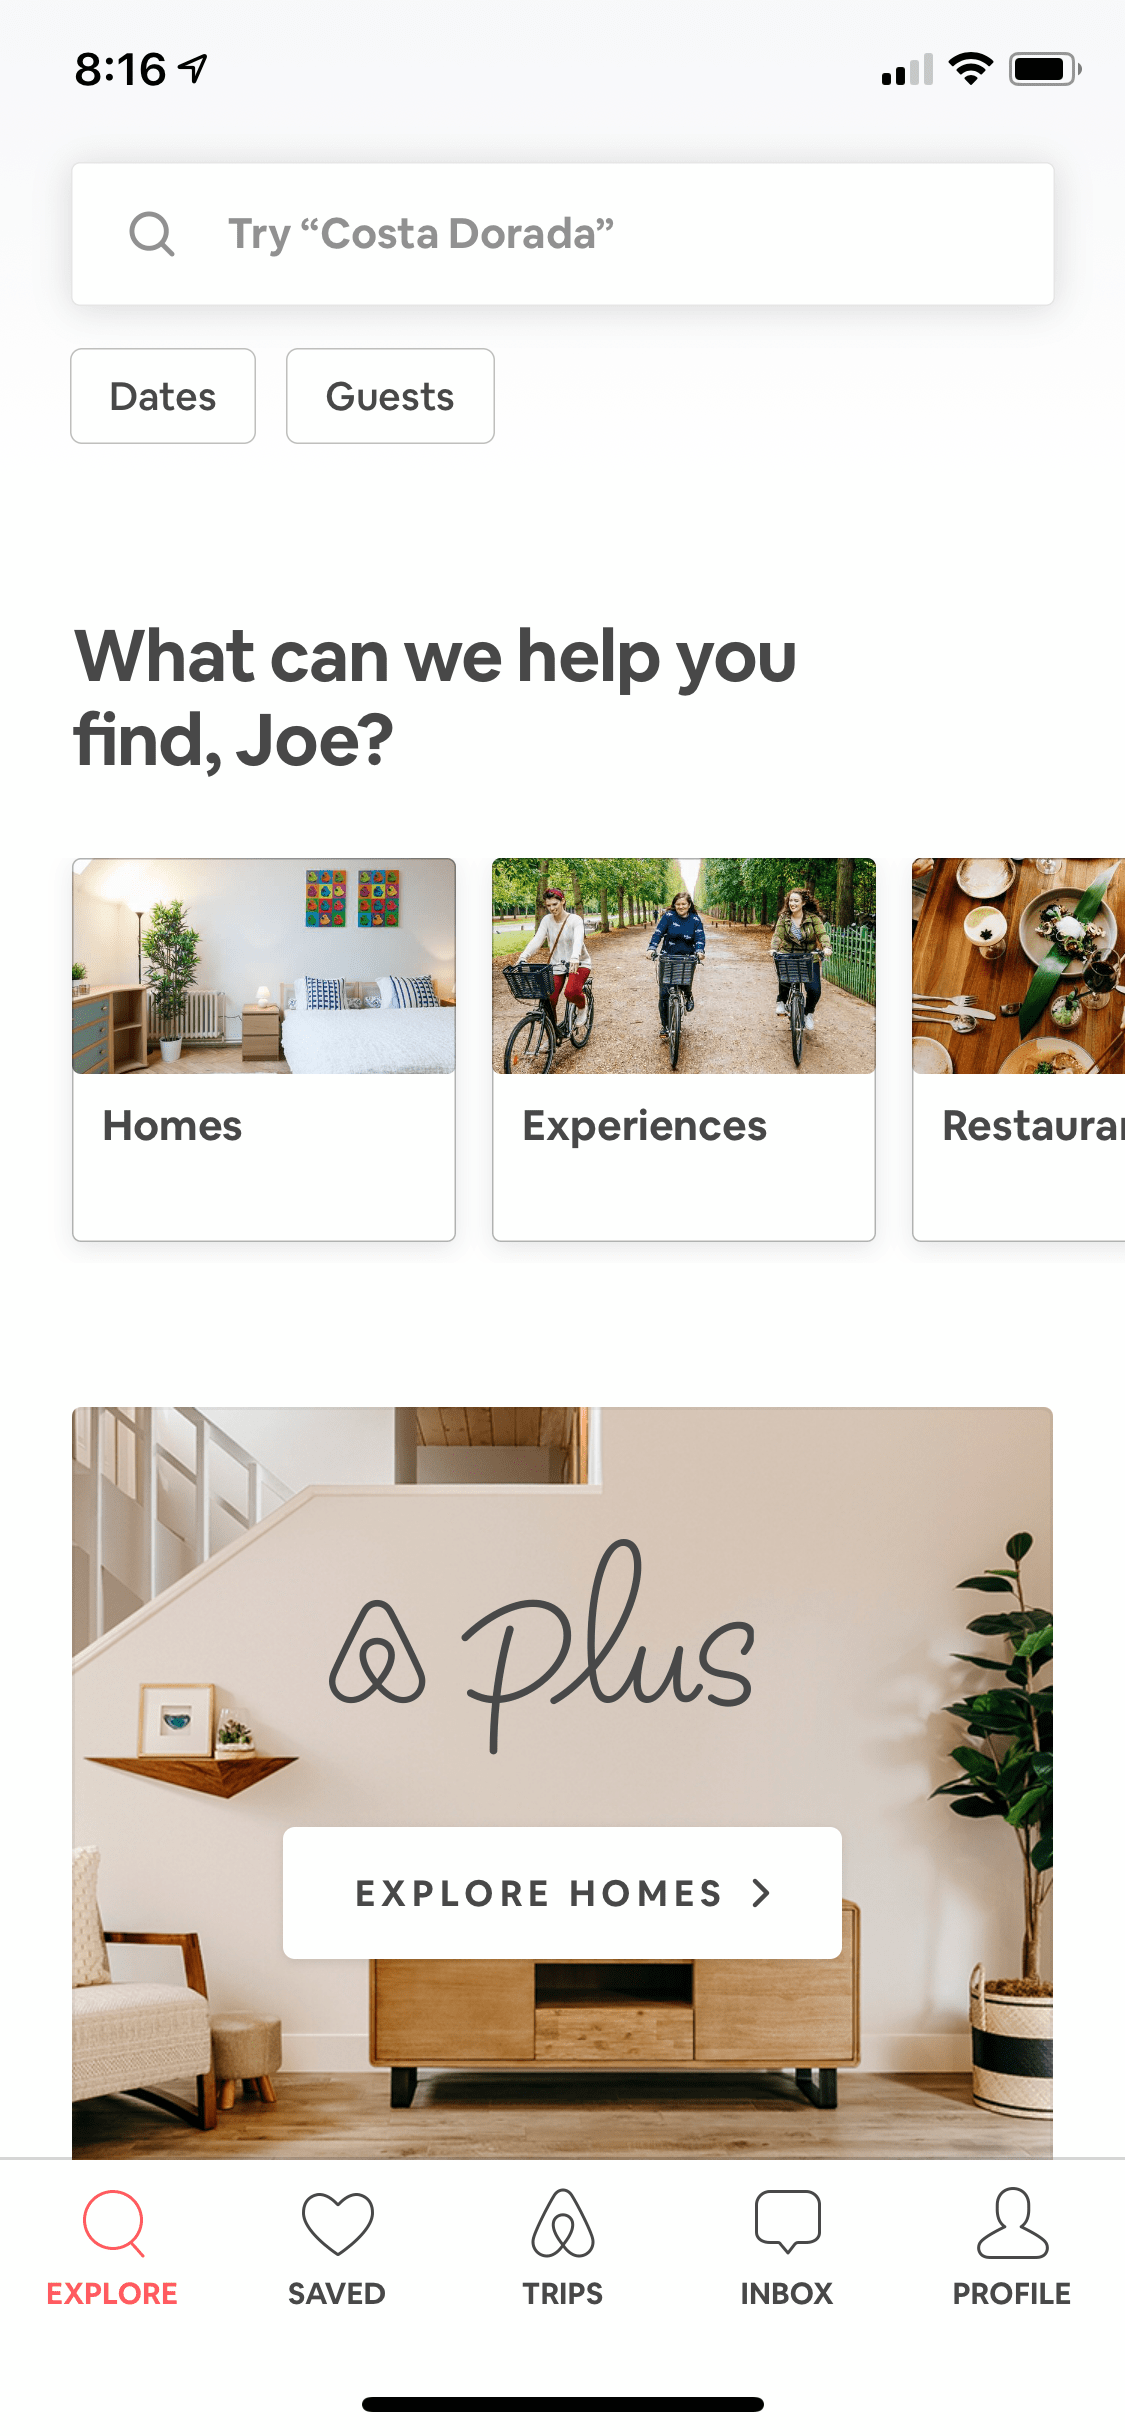 8:16
Try “Costa Dorada”
Dates
Guests
What can we help you
find, Joe?
Homes
Experiences
Restaura
plus
EXPLORE HOMES
EXPLORE
SAVED
TRIPS
INBOX
PROFILE